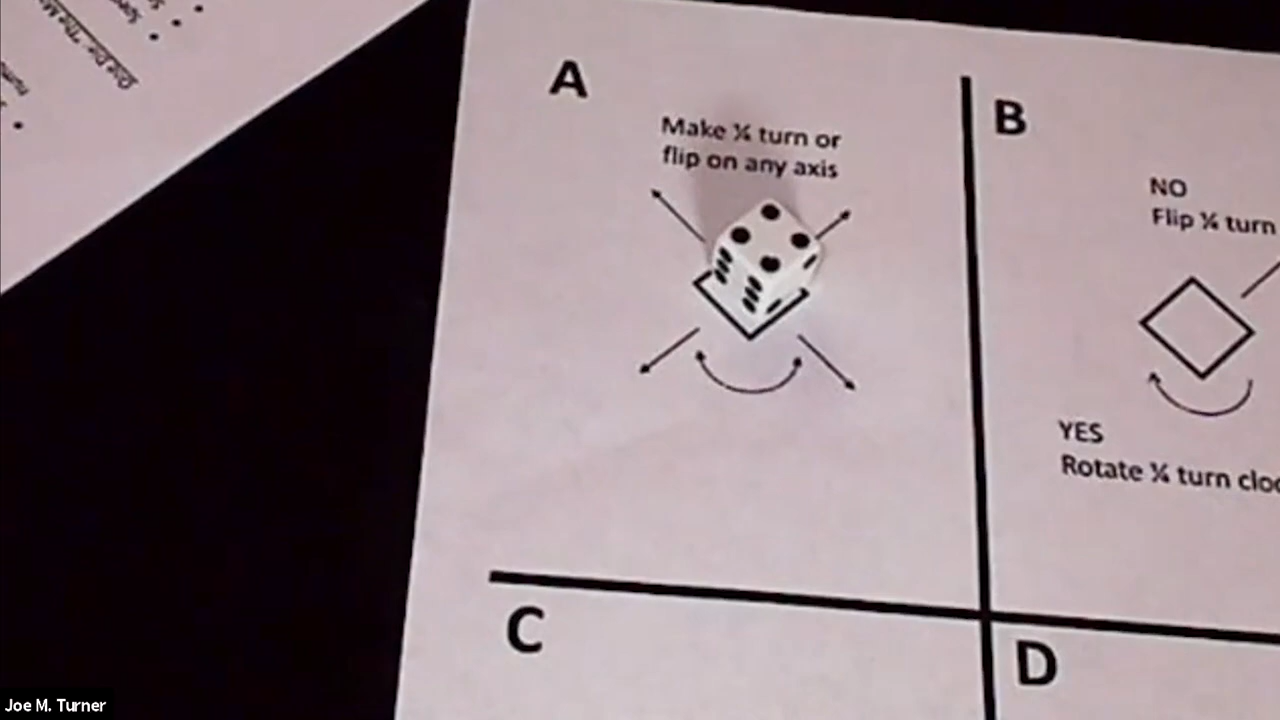 A
Make ¼ turn or
flip on any axis
B
NO
Flip ¼ turn
YES
Rotate ¼ turn
C
D
Joe M. Turner